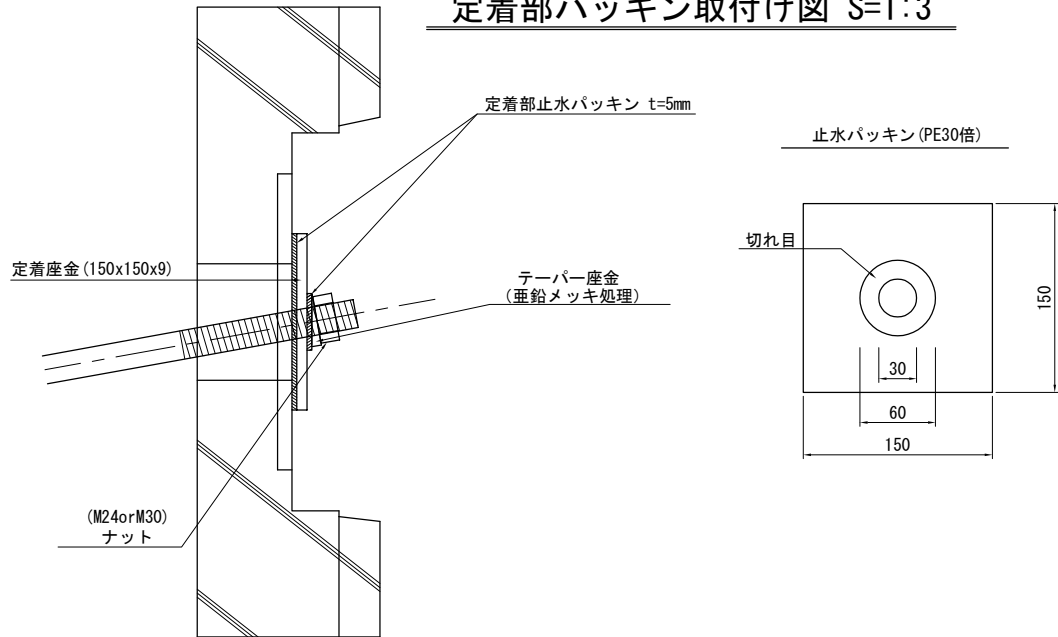 定着部パッキン取付け図 S=1:3
定着部止水パッキン t=5mm
止水パッキン(PE30倍)
切れ目
定着座金(150x150x9)
テーパー座金
(亜鉛メッキ処理)
150
30
60
150
(M24orM30)
ナット